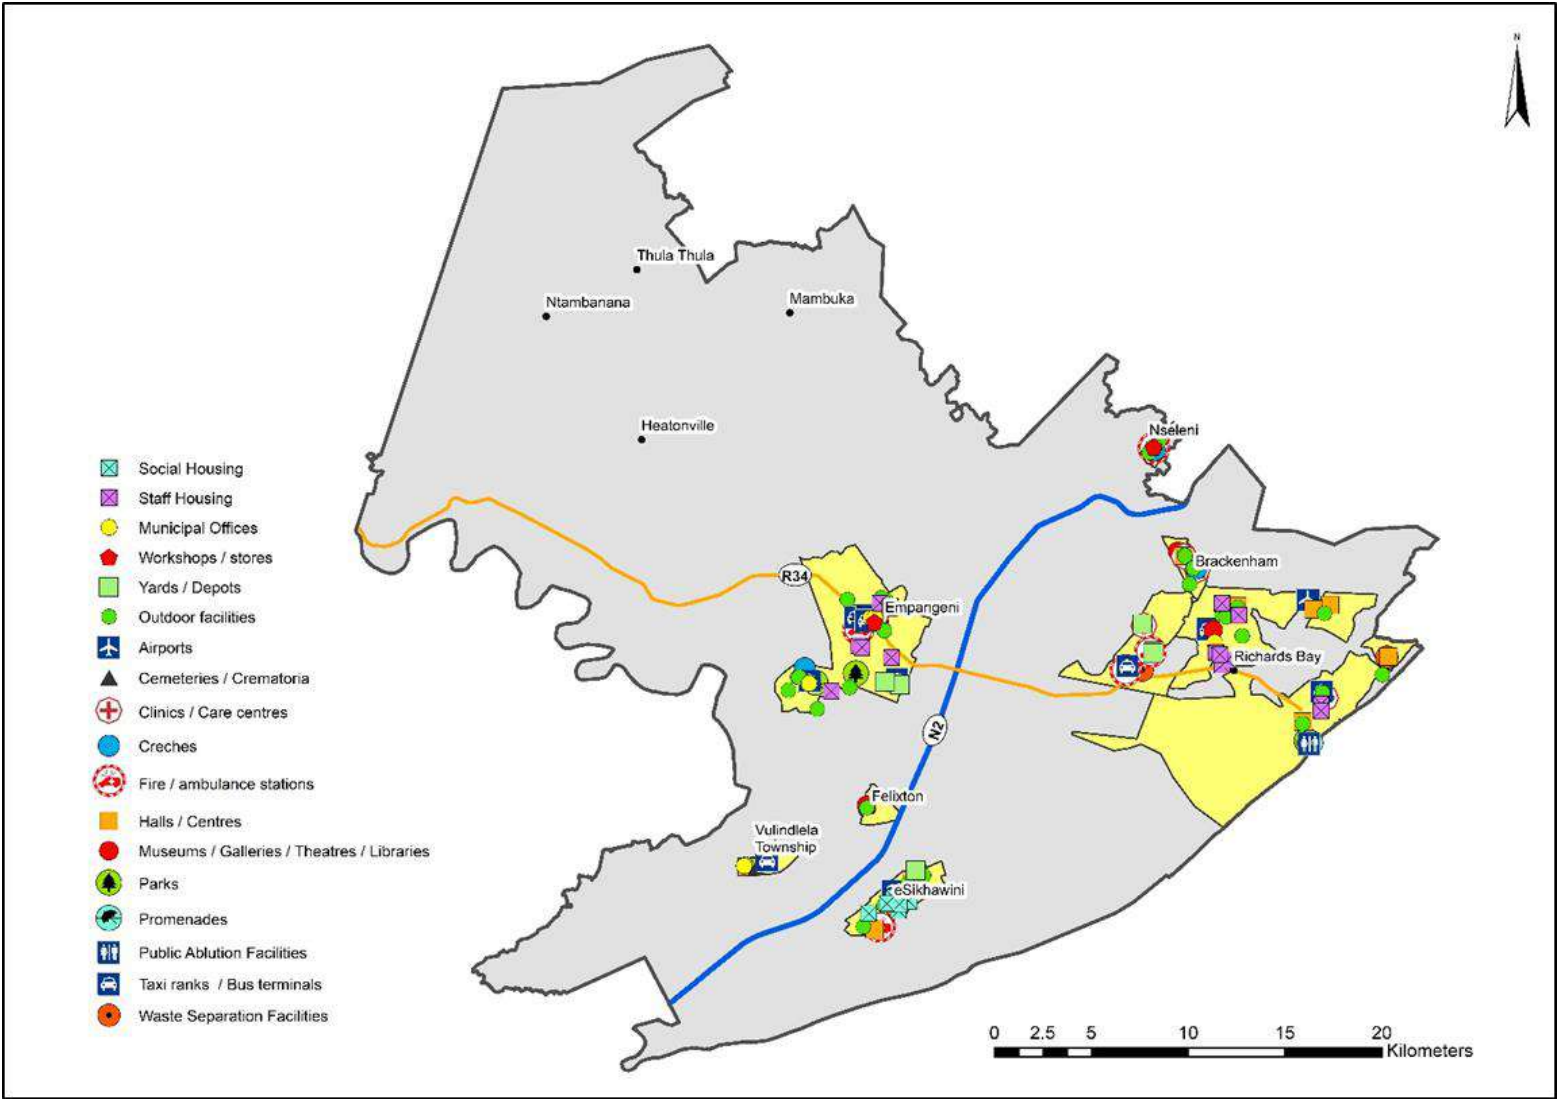 N
Thula Thula
Ntambanana
Mambuka
Heatonville
Nseleni
R34
Brackenham
Empangeni
Richards Bay
N2
Felixton
Vulindlela
Township
eSikhawini
Social Housing
Staff Housing
Municipal Offices
Workshops / stores
Yards / Depots
Outdoor facilities
Airports
Cemeteries / Crematoria
Clinics / Care centres
Creches
Fire / ambulance stations
Halls / Centres
Museums / Galleries / Theatres / Libraries
Parks
Promenades
Public Ablution Facilities
Taxi ranks / Bus terminals
Waste Separation Facilities
0 2.5 5 10 15 20
Kilometers